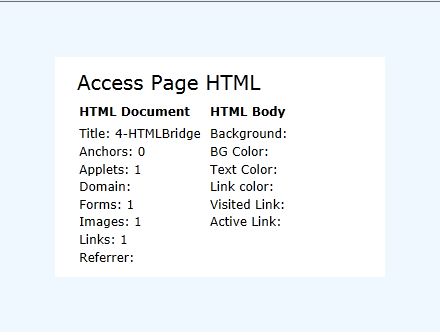 Access Page HTML
HTML Document HTML Body
Title: 4-HTMLBridge Background:
Anchors: 0 BG Color:
Applets: 1 Text Color:
Domain: Link color:
Forms: 1 Visited Link:
Images: 1 Active Link:
Links: 1
Referrer: